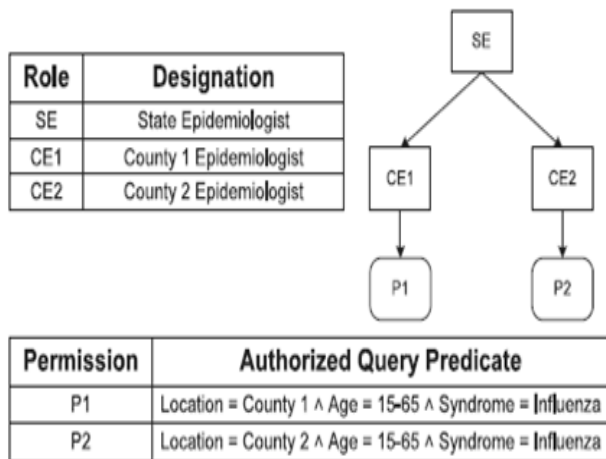 Role Designation
SE State Epidemiologist
CE1 County 1 Epidemiologist
CE2 County 2 Epidemiologist
SE
CE1 CE2
P1 P2
Permission Authorized Query Predicate
P1 Location = County 1 ∧ Age = 15-65 ∧ Syndrome = Influenza
P2 Location = County 2 ∧ Age = 15-65 ∧ Syndrome = Influenza